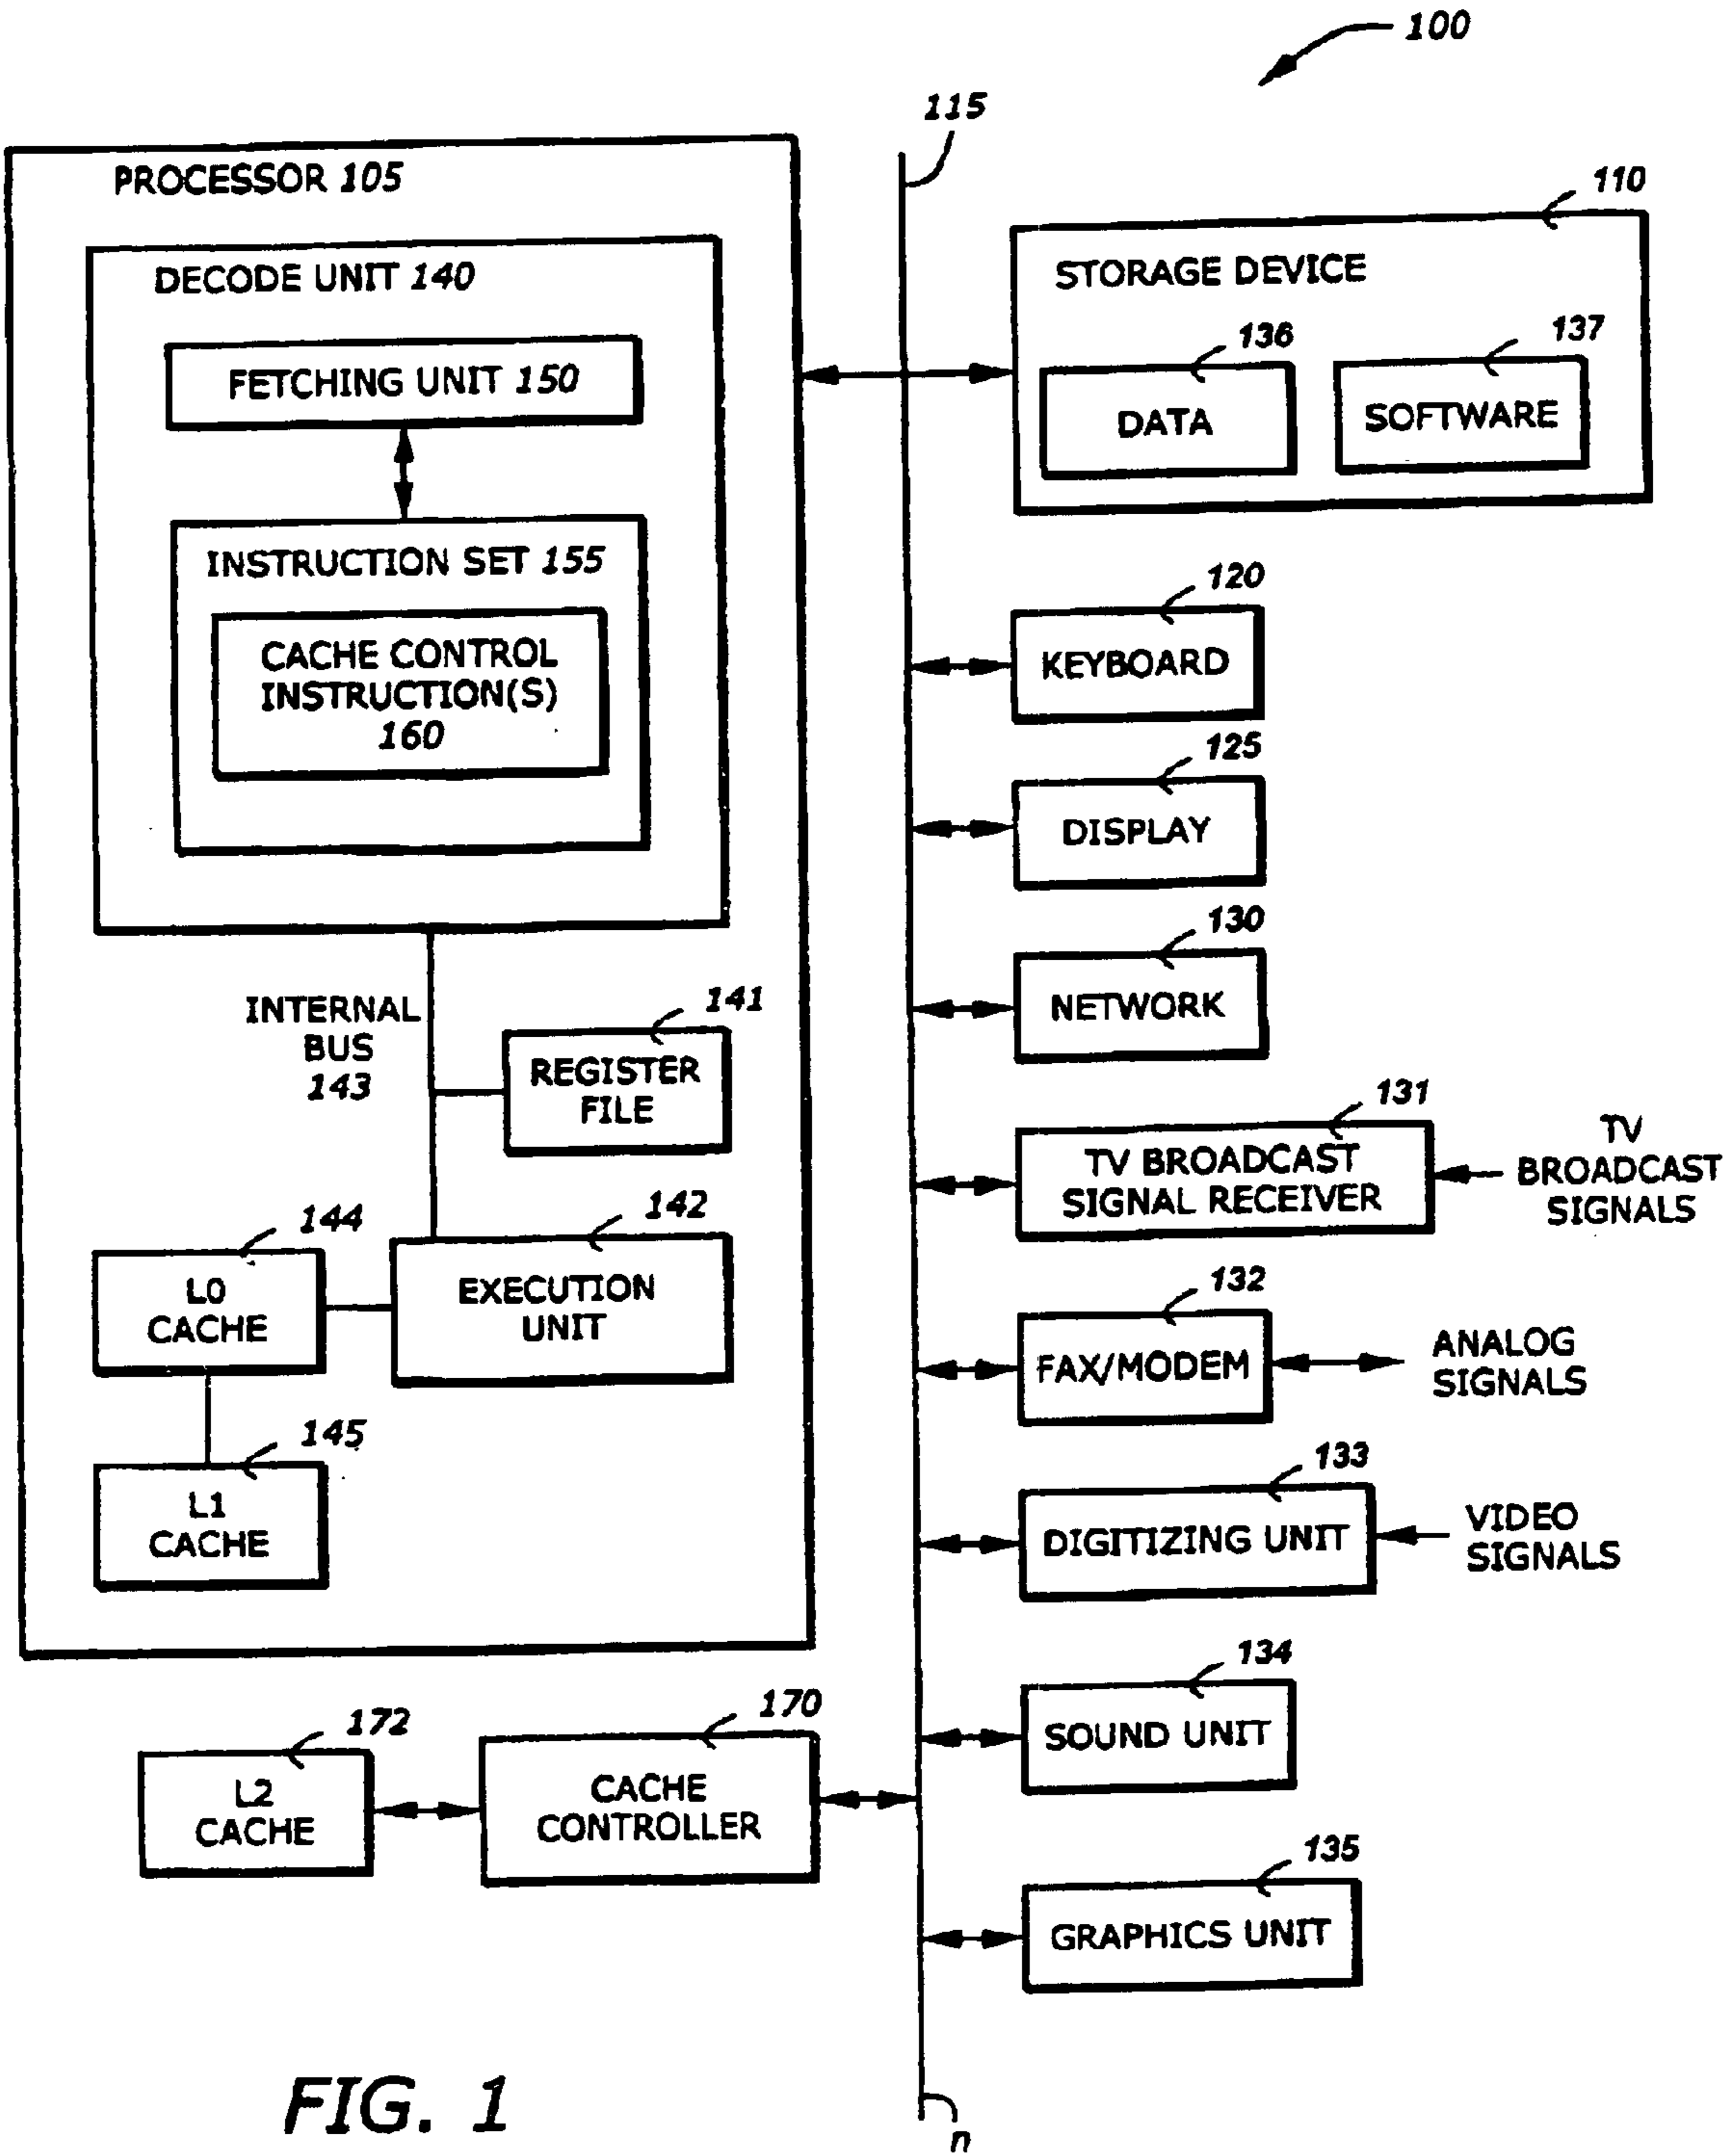 100
115
PROCESSOR 105
DECODE UNIT 140
FETCHING UNIT 150
INSTRUCTION SET 155
CACHE CONTROL
INSTRUCTION(S)
160
INTERNAL
BUS
143
141
REGISTER
FILE
142
EXECUTION
UNIT
144
L0
CACHE
145
L1
CACHE
172
L2
CACHE
170
CACHE
CONTROLLER
110
STORAGE DEVICE
136
DATA
137
SOFTWARE
120
KEYBOARD
125
DISPLAY
130
NETWORK
131
TV BROADCAST
SIGNAL RECEIVER
TV
BROADCAST
SIGNALS
132
FAX/MODEM
ANALOG
SIGNALS
133
DIGITIZING UNIT
VIDEO
SIGNALS
134
SOUND UNIT
135
GRAPHICS UNIT
n
FIG. 1